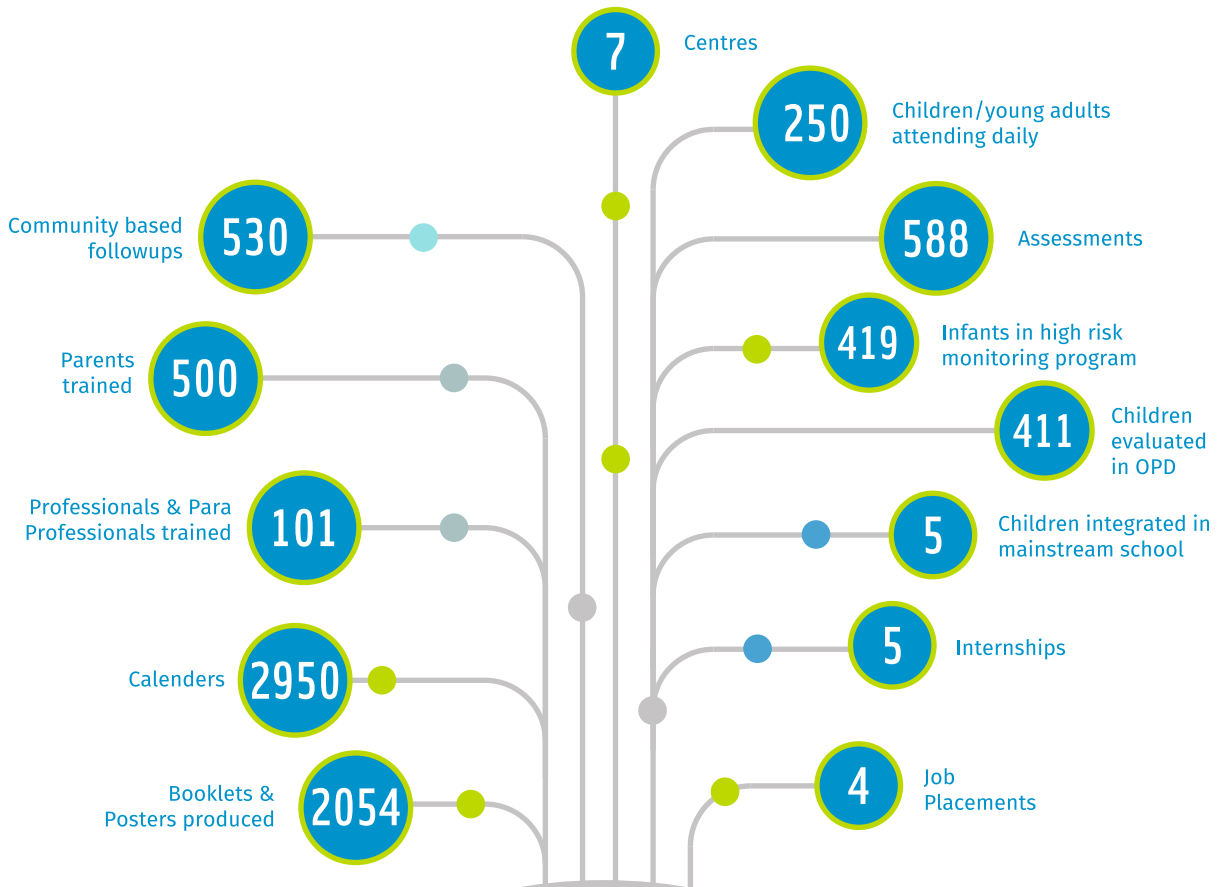 7
Centres
250
Children/young adults
attending daily
530
Community based
followups
588
Assessments
419
Infants in high risk
monitoring program
500
Parents
trained
411
Children
evaluated
in OPD
101
Professionals & Para
Professionals trained
5
Children integrated in
mainstream school
2950
Calenders
5
Internships
2054
Booklets &
Posters produced
4
Job
Placements